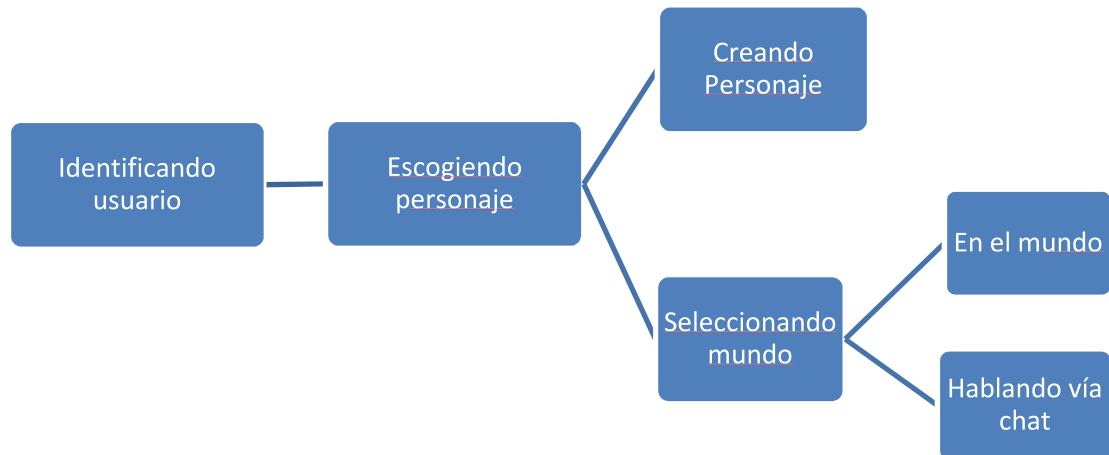 Creando
Personaje
Identificando
usuario
Escogiendo
personaje
En el mundo
Seleccionando
mundo
Hablando vía
chat